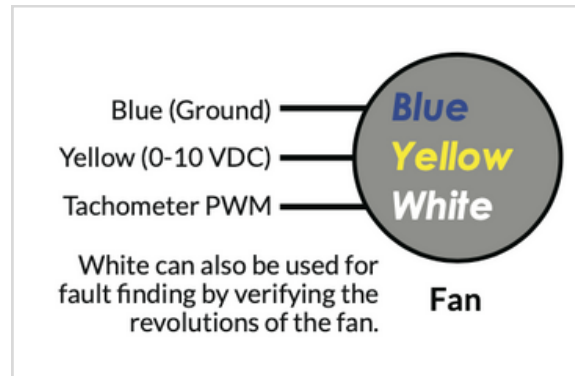 Blue (Ground)
Blue
Yellow (0-10 VDC)
Yellow
Tachometer PWM
White
White can also be used for
fault finding by verifying the
revolutions of the fan.
Fan